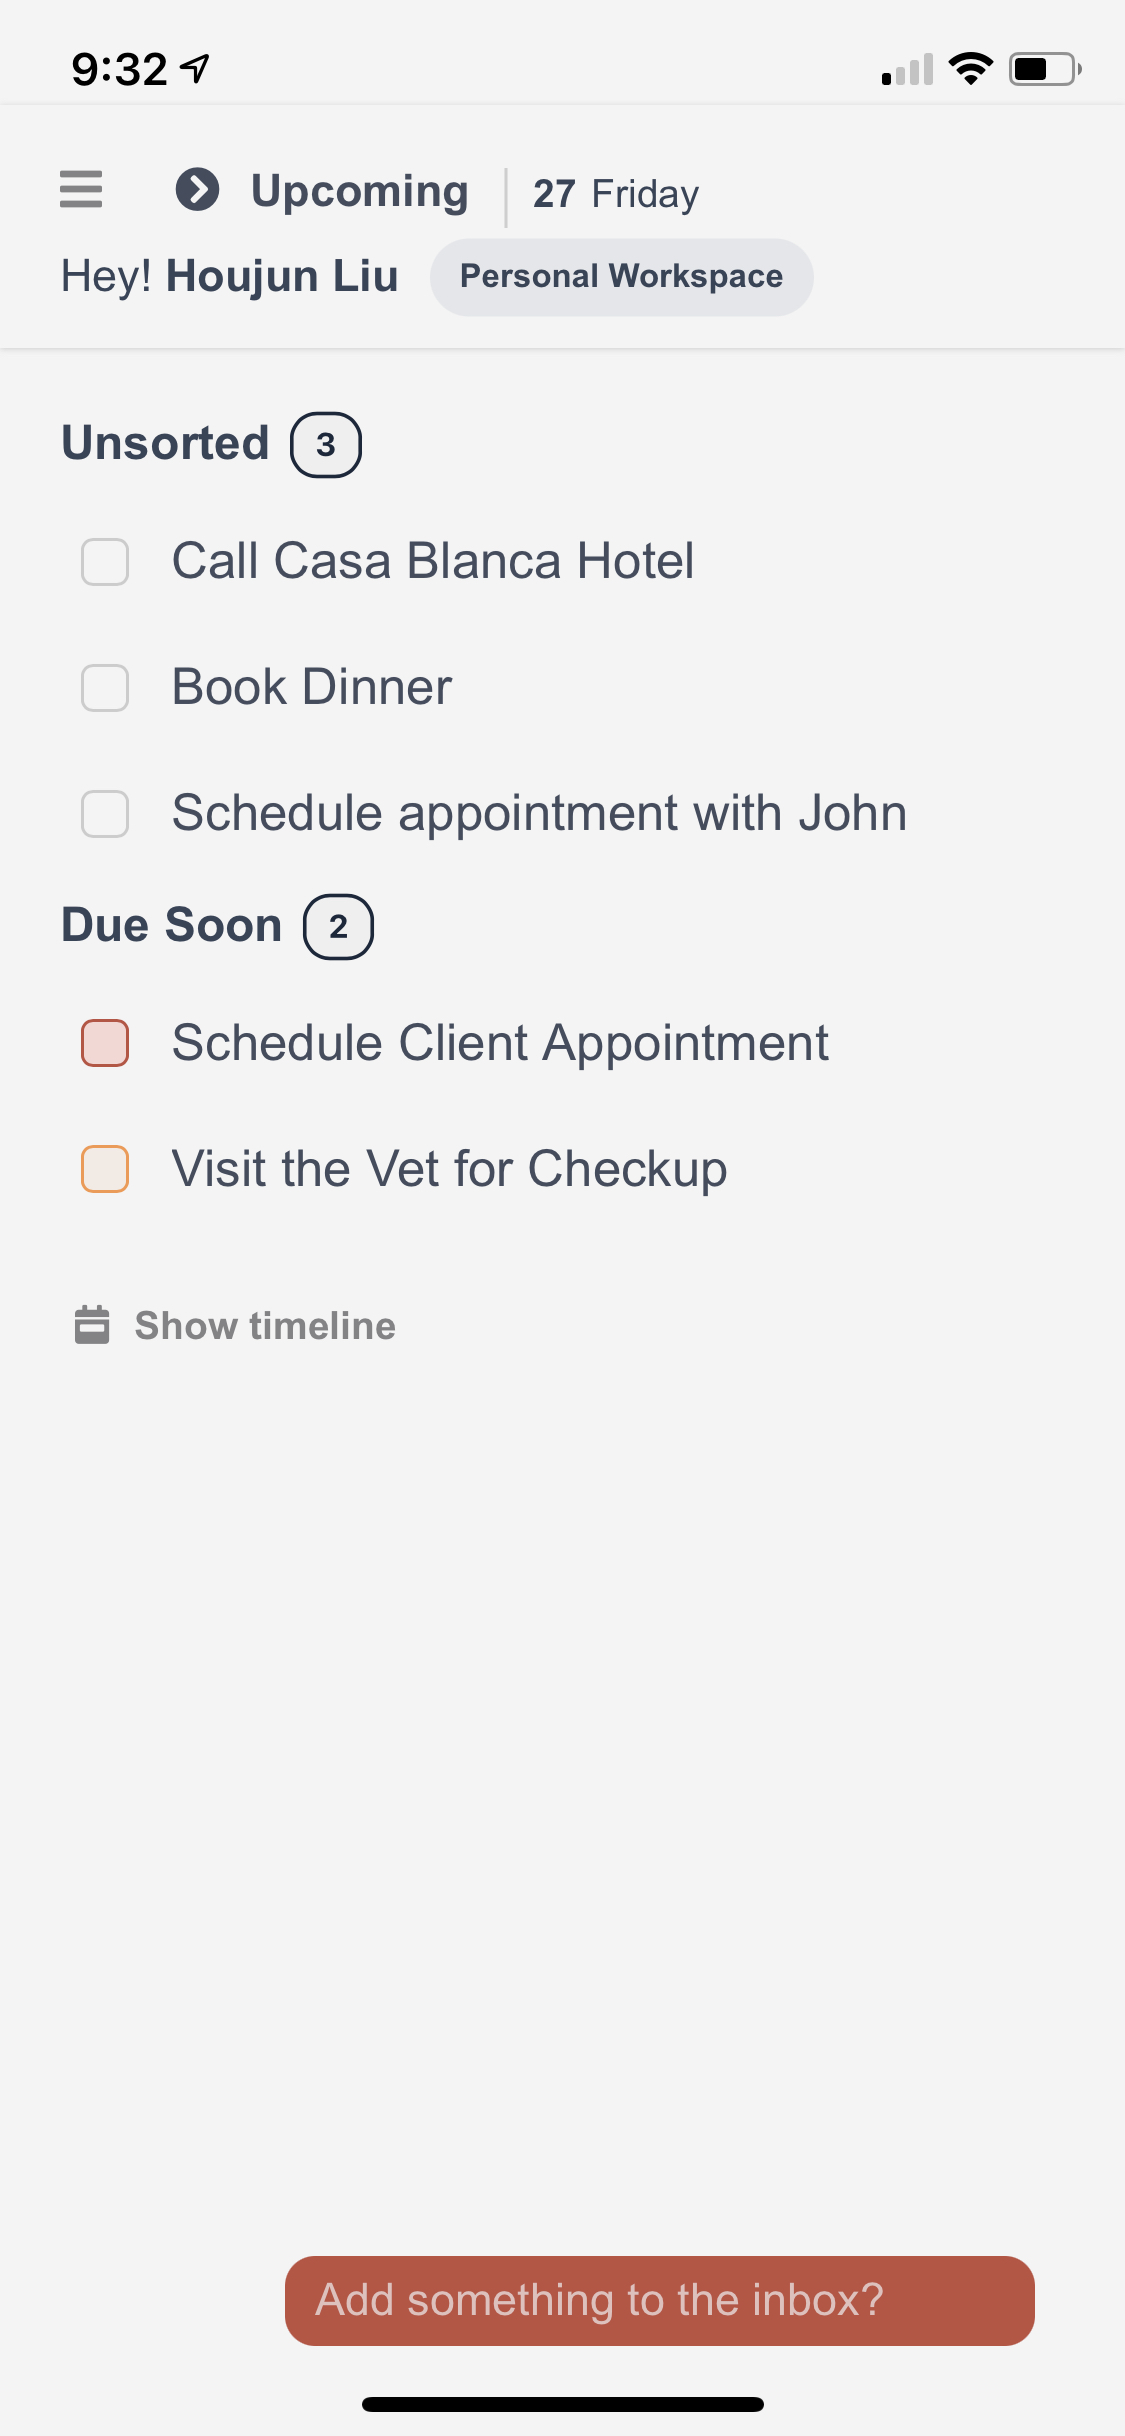 9:32
Upcoming 27 Friday
Hey! Houjun Liu Personal Workspace
Unsorted 3
Call Casa Blanca Hotel
Book Dinner
Schedule appointment with John
Due Soon 2
Schedule Client Appointment
Visit the Vet for Checkup
Show timeline
Add something to the inbox?